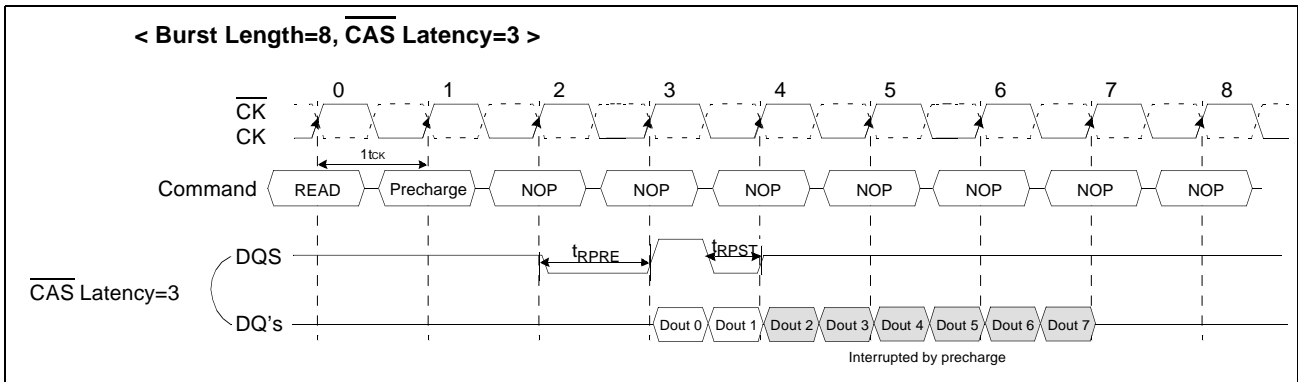 < Burst Length=8, CAS Latency=3 >
0 1 2 3 4 5 6 7 8
CK
CK
1tCK
Command READ Precharge NOP NOP NOP NOP NOP NOP NOP
DQS tRPRE tRPST
CAS Latency=3
DQ's Dout 0 Dout 1 Dout 2 Dout 3 Dout 4 Dout 5 Dout 6 Dout 7
Interrupted by precharge